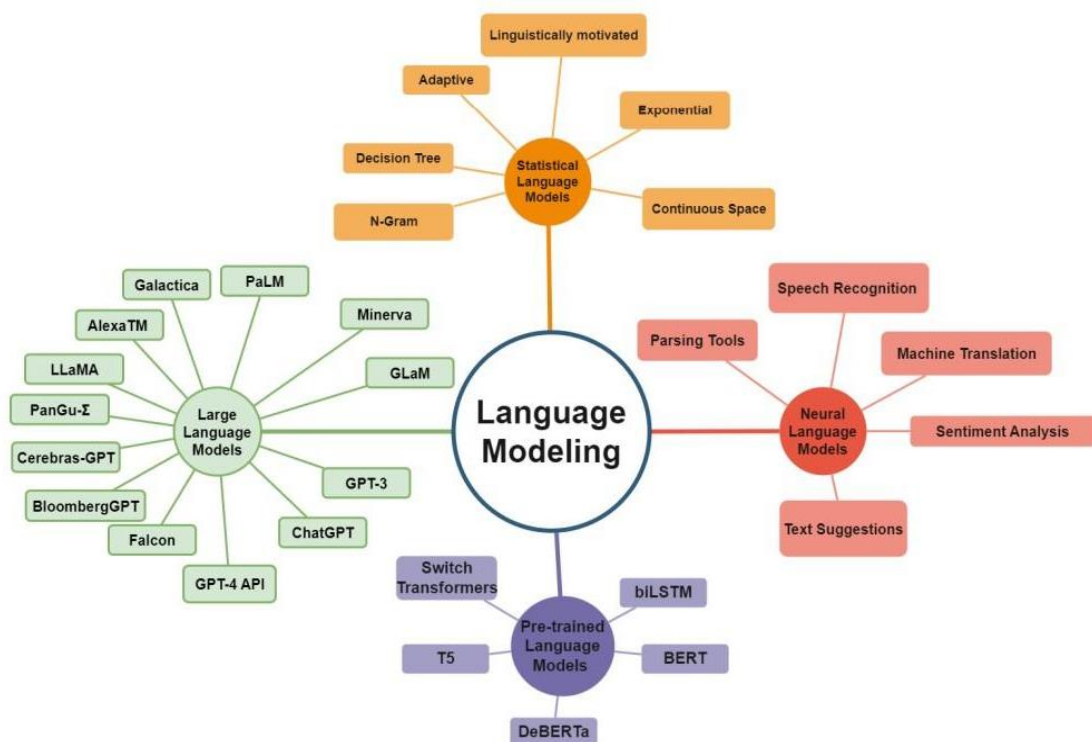 Linguistically motivated
Adaptive
Exponential
Decision Tree
Statistical
Language
Models
N-Gram
Continuous Space
Galactica
PaLM
Minerva
AlexaTM
GLaM
LLaMA
PanGu-Σ
Large
Language
Models
Cerebras-GPT
BloombergGPT
Falcon
GPT-4 API
ChatGPT
GPT-3
Language
Modeling
Speech Recognition
Parsing Tools
Machine Translation
Neural
Language
Models
Sentiment Analysis
Text Suggestions
Switch
Transformers
biLSTM
Pre-trained
Language
Models
T5
BERT
DeBERTa